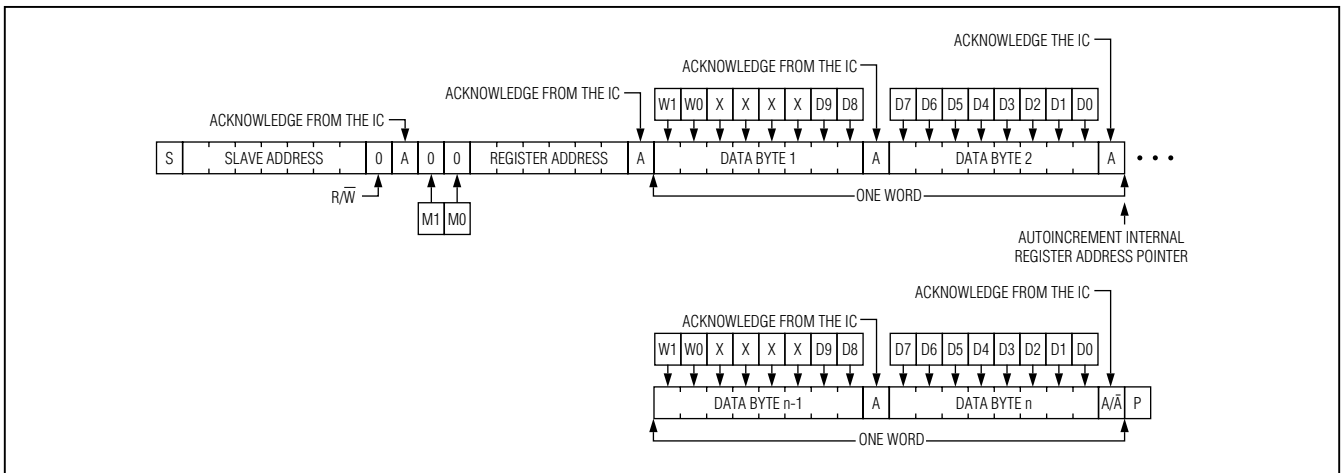 ACKNOWLEDGE THE IC
ACKNOWLEDGE FROM THE IC
ACKNOWLEDGE FROM THE IC
W1 W0 X X X X D9 D8 D7 D6 D5 D4 D3 D2 D1 D0
ACKNOWLEDGE FROM THE IC
S SLAVE ADDRESS 0 A 0 0 REGISTER ADDRESS A DATA BYTE 1 A DATA BYTE 2 A • • •
R/W̅ ONE WORD
M1 M0
AUTOINCREMENT INTERNAL
REGISTER ADDRESS POINTER
ACKNOWLEDGE FROM THE IC
ACKNOWLEDGE FROM THE IC
W1 W0 X X X X D9 D8 D7 D6 D5 D4 D3 D2 D1 D0
DATA BYTE n-1 A DATA BYTE n A/A̅ P
ONE WORD